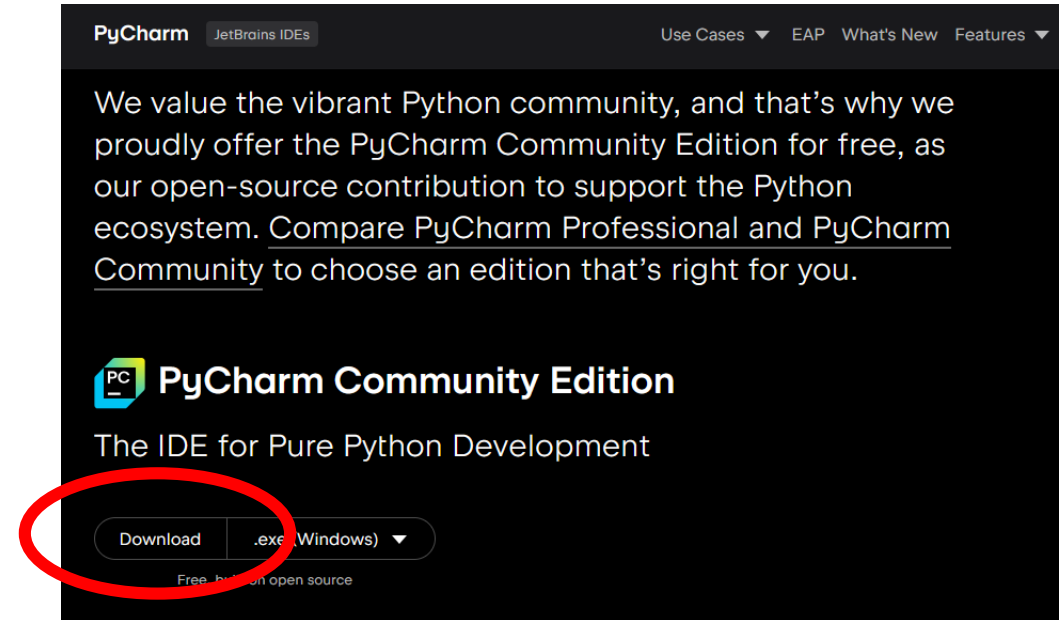 PyCharm JetBrains IDEs Use Cases EAP What's New Features
We value the vibrant Python community, and that's why we
proudly offer the PyCharm Community Edition for free, as
our open-source contribution to support the Python
ecosystem. Compare PyCharm Professional and PyCharm
Community to choose an edition that's right for you.
PC PyCharm Community Edition
The IDE for Pure Python Development
Download .exe (Windows)
Free, built on open source